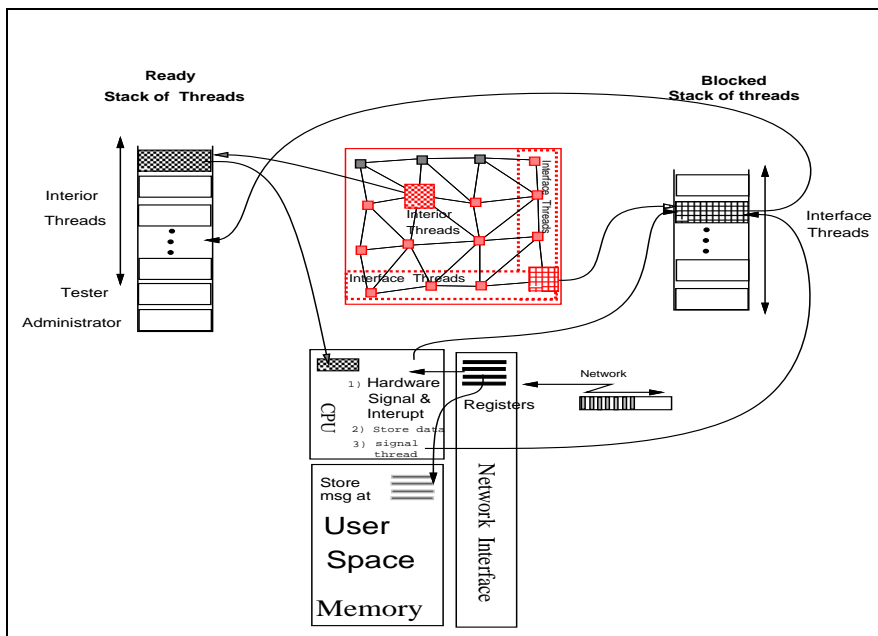 Ready
Stack of Threads
Blocked
Stack of threads
Interior
Threads
Tester
Administrator
Interior
Threads
Interface Threads
Interface Threads
Interface
Threads
CPU
1) Hardware
Signal &
Interupt
2) Store data
3) signal
thread
Registers
Network
Network Interface
Store
msg at
User
Space
Memory